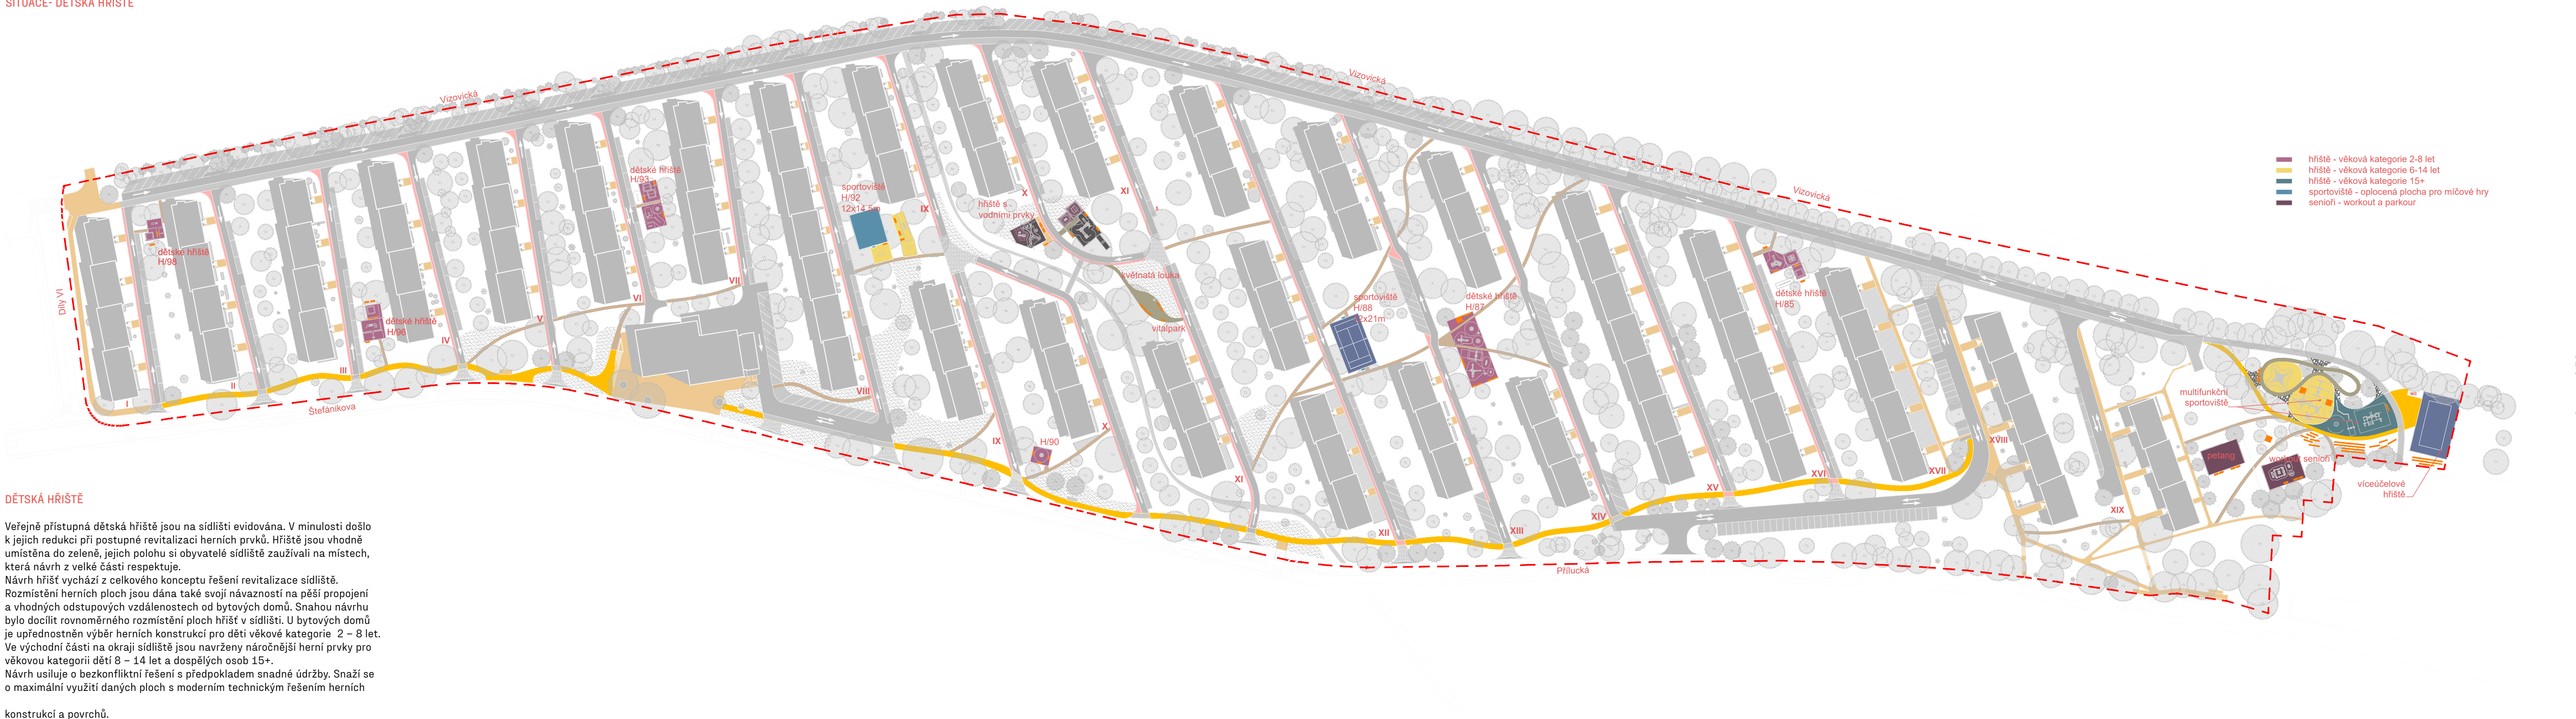 SITUACE- DĚTSKÁ HŘIŠTĚ
Vizovická
Vizovická
Vizovická
hřiště - věková kategorie 2-8 let
hřiště - věková kategorie 6-14 let
hřiště - věková kategorie 15+
sportoviště - oplocená plocha pro míčové hry
senioři - workout a parkour
dětské hřiště
H/93
sportoviště
H/92
12x14,5m
IX
hřiště s
vodními prvky
X
XI
dětské hřiště
H/98
Díly VI
květnatá louka
vitálpark
VII
VI
V
dětské hřiště
H/96
IV
III
II
I
Štefánikova
VIII
sportoviště
H/88
dětské hřiště
H/87
dětské hřiště
H/85
multifunkční
sportoviště
petang
workout senioři
víceúčelové
hřiště
IX
H/90
X
XI
XII
XIII
XIV
XV
XVI
XVII
XVIII
XIX
Přílucká
DĚTSKÁ HŘIŠTĚ
Veřejně přístupná dětská hřiště jsou na sídlišti evidována. V minulosti došlo
k jejich redukci při postupné revitalizaci herních prvků. Hřiště jsou vhodně
umístěna do zeleně, jejich polohu si obyvatelé sídliště zaužívali na místech,
která návrh z velké části respektuje.
Návrh hřišť vychází z celkového konceptu řešení revitalizace sídliště.
Rozmístění herních ploch jsou dána také svojí návazností na pěší propojení
a vhodných odstupových vzdálenostech od bytových domů. Snahou návrhu
bylo docílit rovnoměrného rozmístění ploch hřišť v sídlišti. U bytových domů
je upřednostněn výběr herních konstrukcí pro děti věkové kategorie 2 – 8 let.
Ve východní části na okraji sídliště jsou navrženy náročnější herní prvky pro
věkovou kategorii dětí 8 – 14 let a dospělých osob 15+.
Návrh usiluje o bezkonfliktní řešení s předpokladem snadné údržby. Snaží se
o maximální využití daných ploch s moderním technickým řešením herních
konstrukcí a povrchů.